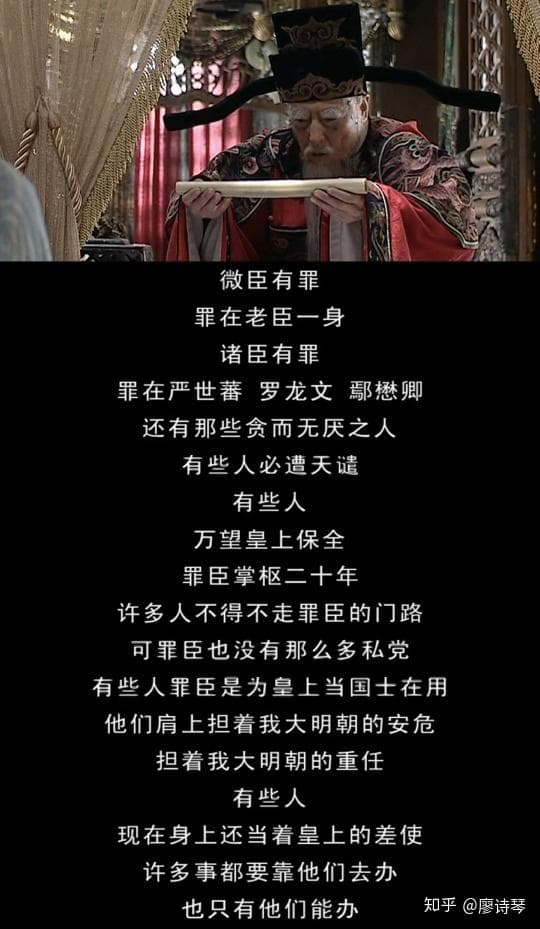 微臣有罪
罪在老臣一身
诸臣有罪
罪在严世蕃 罗龙文 鄢懋卿
还有那些贪而无厌之人
有些人必遭天谴
有些人
万望皇上保全
罪臣掌枢二十年
许多人不得不走罪臣的门路
可罪臣也没有那么多私党
有些人罪臣是为皇上当国士在用
他们肩上担着我大明朝的安危
担着我大明朝的重任
有些人
现在身上还当着皇上的差使
许多事都要靠他们去办
也只有他们能办
知乎 @廖诗琴